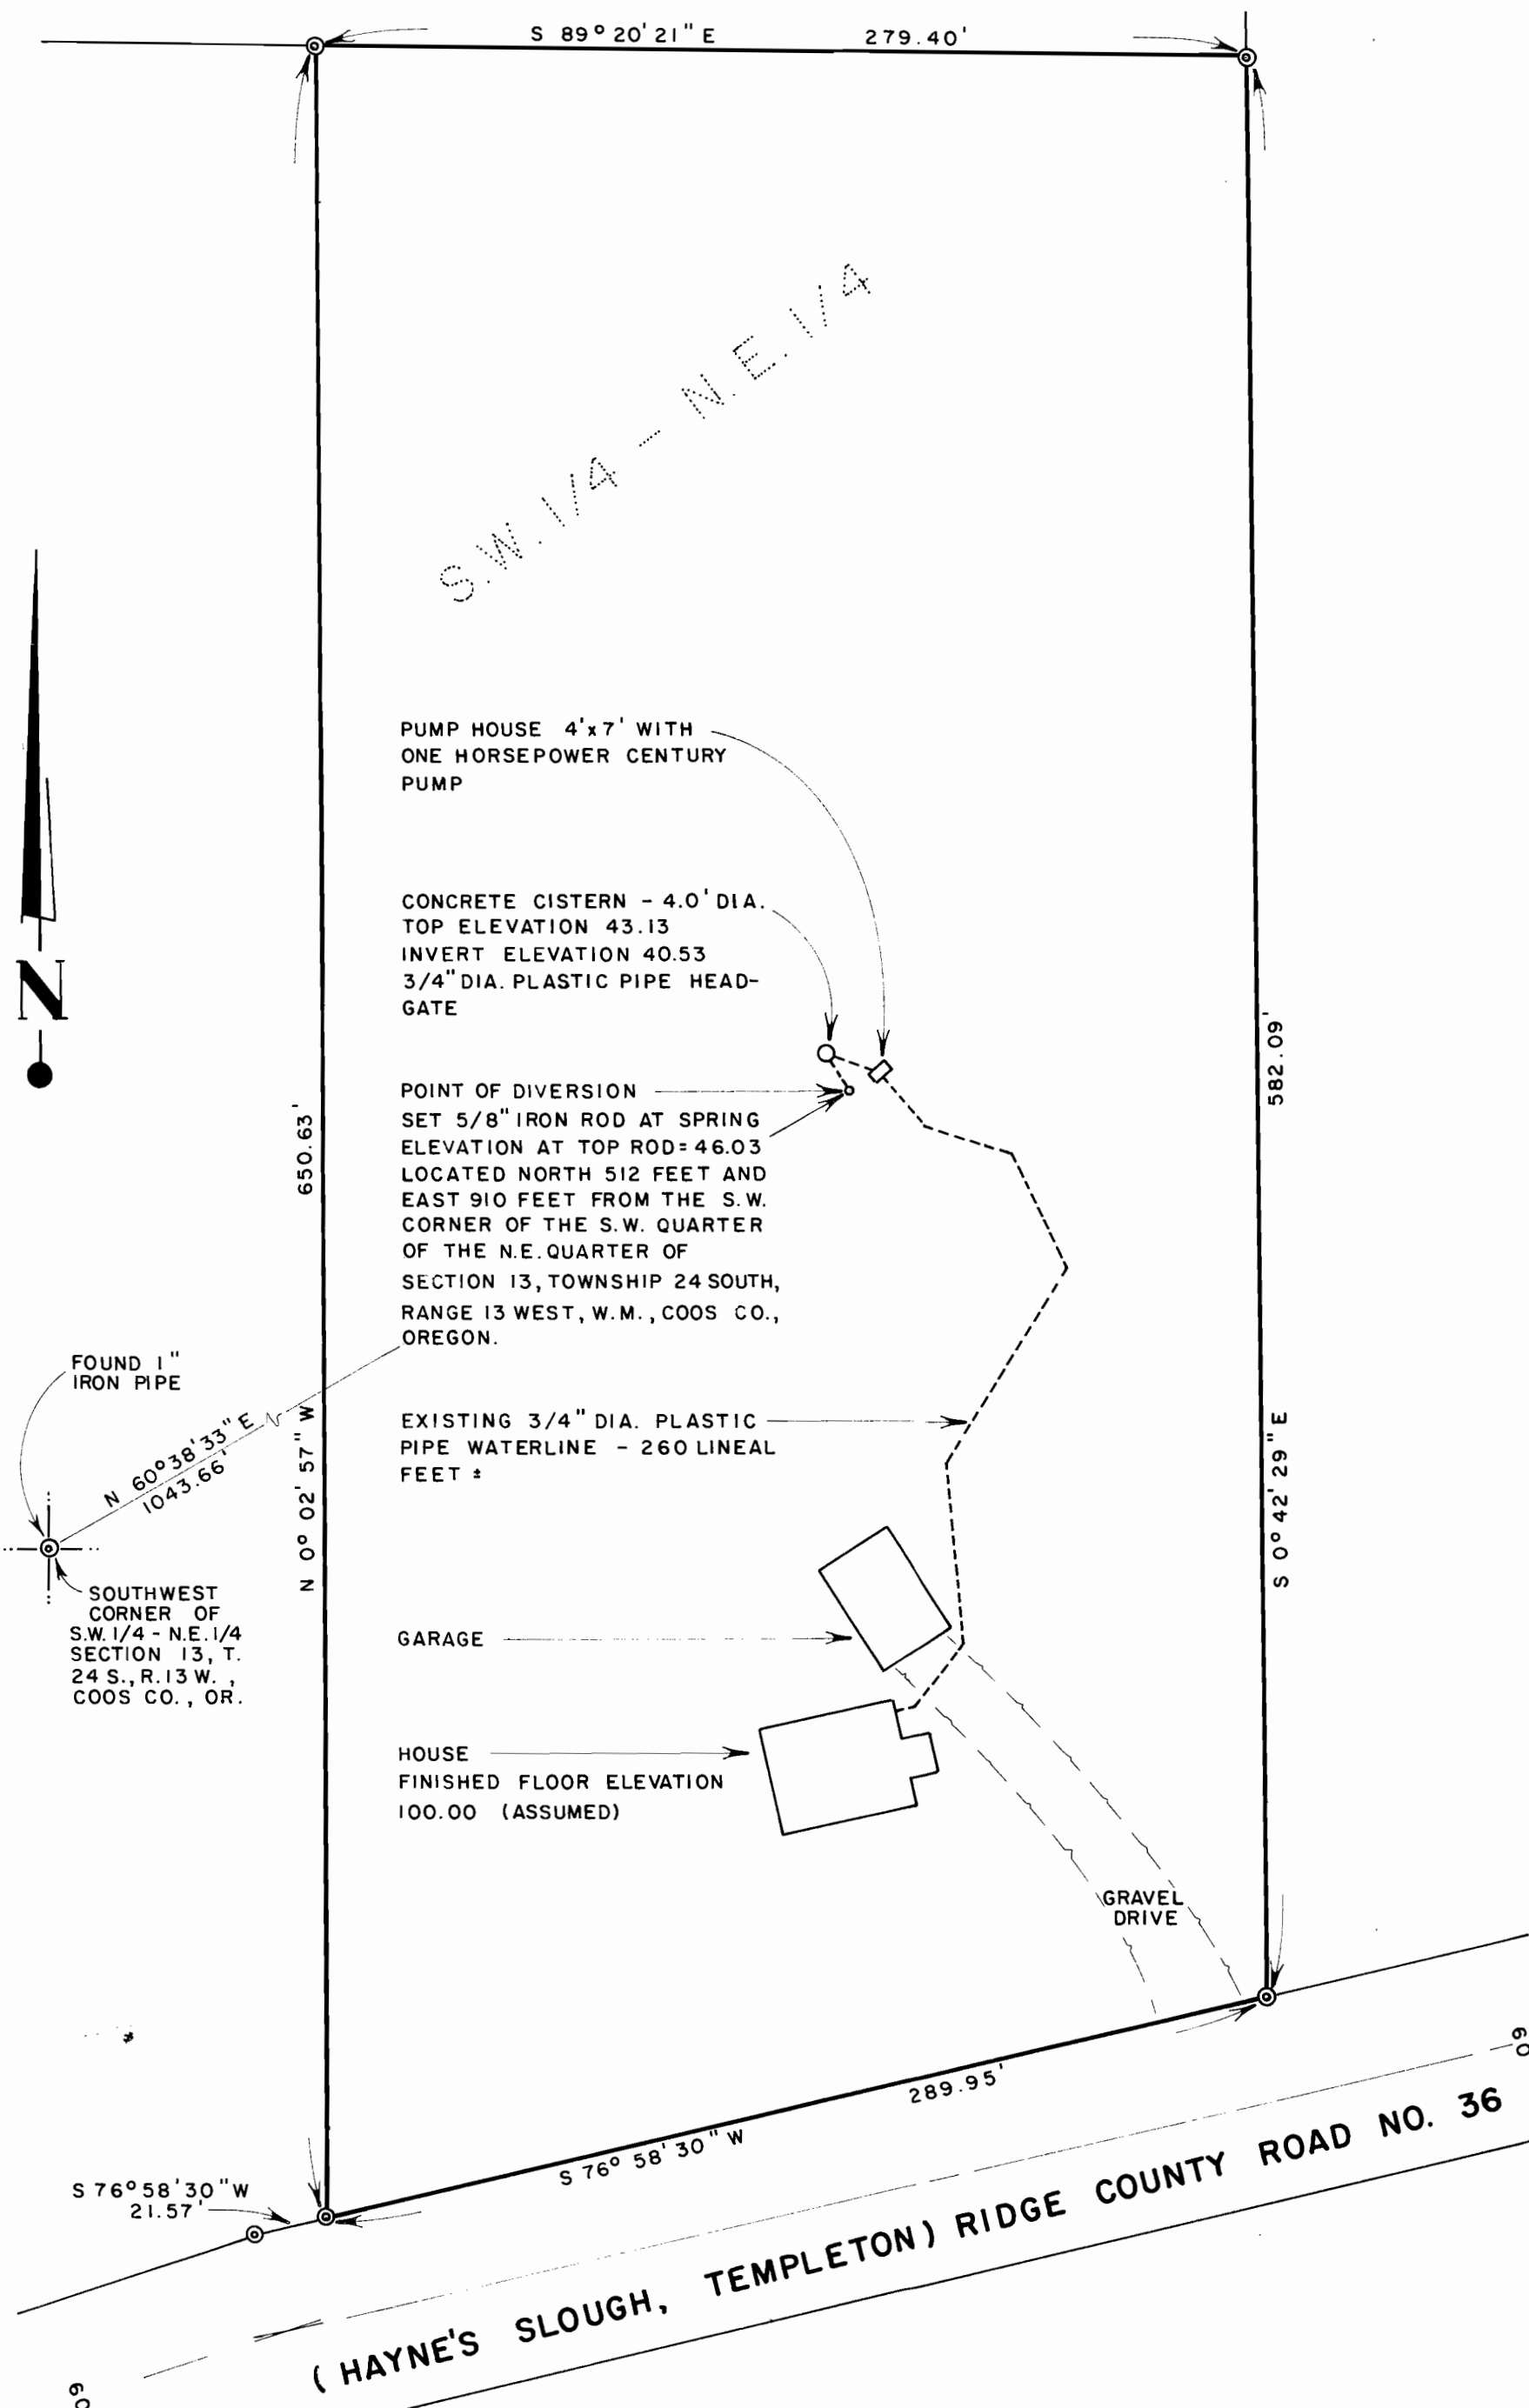 S 89° 20' 21" E 279.40'
S.W. 1/4 - N.E. 1/4
PUMP HOUSE 4'x7' WITH
ONE HORSEPOWER CENTURY
PUMP
CONCRETE CISTERN - 4.0' DIA.
TOP ELEVATION 43.13
INVERT ELEVATION 40.53
3/4" DIA. PLASTIC PIPE HEAD-
GATE
N
POINT OF DIVERSION
SET 5/8" IRON ROD AT SPRING
ELEVATION AT TOP ROD = 46.03
LOCATED NORTH 512 FEET AND
EAST 910 FEET FROM THE S.W.
CORNER OF THE S.W. QUARTER
OF THE N.E. QUARTER OF
SECTION 13, TOWNSHIP 24 SOUTH,
RANGE 13 WEST, W.M., COOS CO.,
OREGON.
650.63'
N 0° 02' 57" W
582.09'
S 0° 42' 29" E
FOUND 1"
IRON PIPE
N 60° 38' 33" E
1043.66'
EXISTING 3/4" DIA. PLASTIC
PIPE WATERLINE - 260 LINEAL
FEET ±
SOUTHWEST
CORNER OF
S.W. 1/4 - N.E. 1/4
SECTION 13, T.
24 S., R. 13 W.,
COOS CO., OR.
GARAGE
HOUSE
FINISHED FLOOR ELEVATION
100.00 (ASSUMED)
GRAVEL
DRIVE
289.95'
S 76° 58' 30" W
S 76° 58' 30" W
21.57'
60
(HAYNE'S SLOUGH, TEMPLETON) RIDGE COUNTY ROAD NO. 36
60